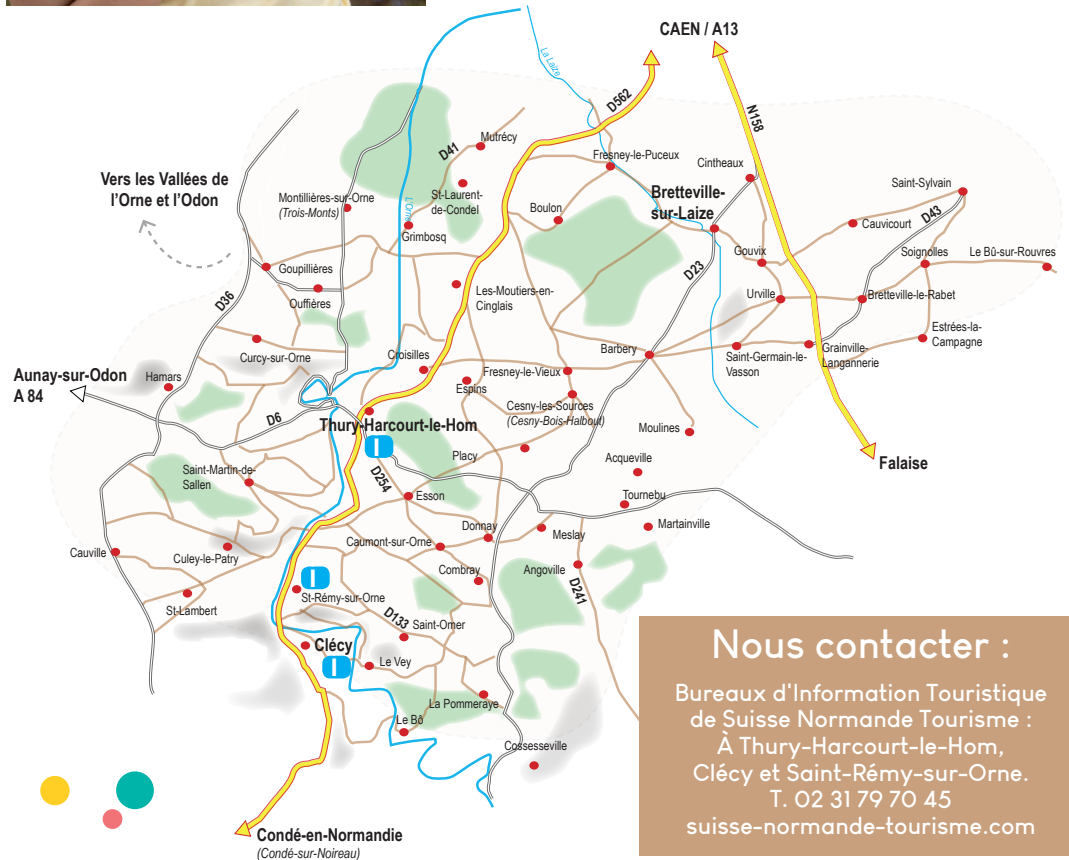 CAEN / A13
La Laize
D562
N158
Mutrécy
D41
Fresney-le-Puceux
Cintheaux
Vers les Vallées de
l'Orne et l'Odon
Montillières-sur-Orne
(Trois-Monts)
St-Laurent-
de-Condel
Bretteville-
sur-Laize
Saint-Sylvain
L'Orne
Boulon
D43
Cauvicourt
Grimbosq
Gouvix
Soignolles
Le Bû-sur-Rouvres
Goupillières
D23
Ouffières
Les-Moutiers-en-
Cinglais
Urville
Bretteville-le-Rabet
D36
Estrées-la-
Campagne
Curcy-sur-Orne
Croisilles
Barbery
Saint-Germain-le-
Vasson
Grainville-
Langannerie
Aunay-sur-Odon
A 84
Hamars
Espins
Fresney-le-Vieux
Cesny-les-Sources
(Cesny-Bois-Halbout)
D6
Thury-Harcourt-le-Hom
I
Moulines
Placy
Falaise
Acqueville
Saint-Martin-de-
Sallen
D254
Esson
Tournebu
Martainville
Donnay
Meslay
Cauville
Culey-le-Patry
Caumont-sur-Orne
Combray
Angoville
I
St-Rémy-sur-Orne
D241
St-Lambert
D133
Saint-Omer
Clécy
I
Le Vey
La Pommeraye
Le Bô
Cossesseville
Condé-en-Normandie
(Condé-sur-Noireau)
Nous contacter :
Bureaux d'Information Touristique
de Suisse Normande Tourisme :
À Thury-Harcourt-le-Hom,
Clécy et Saint-Rémy-sur-Orne.
T. 02 31 79 70 45
suisse-normande-tourisme.com